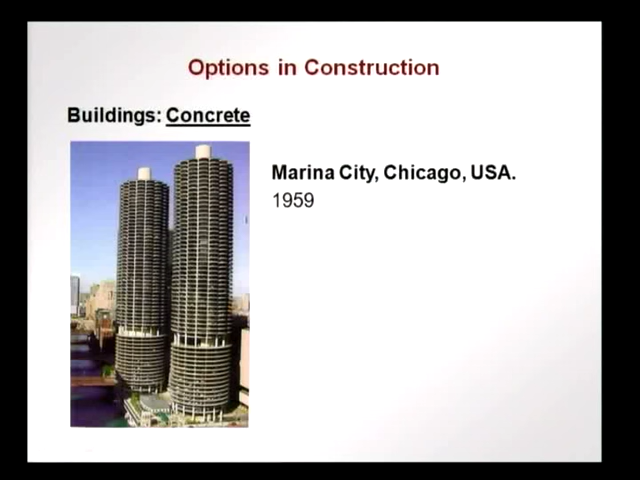 Options in Construction
Buildings: Concrete
Marina City, Chicago, USA.
1959